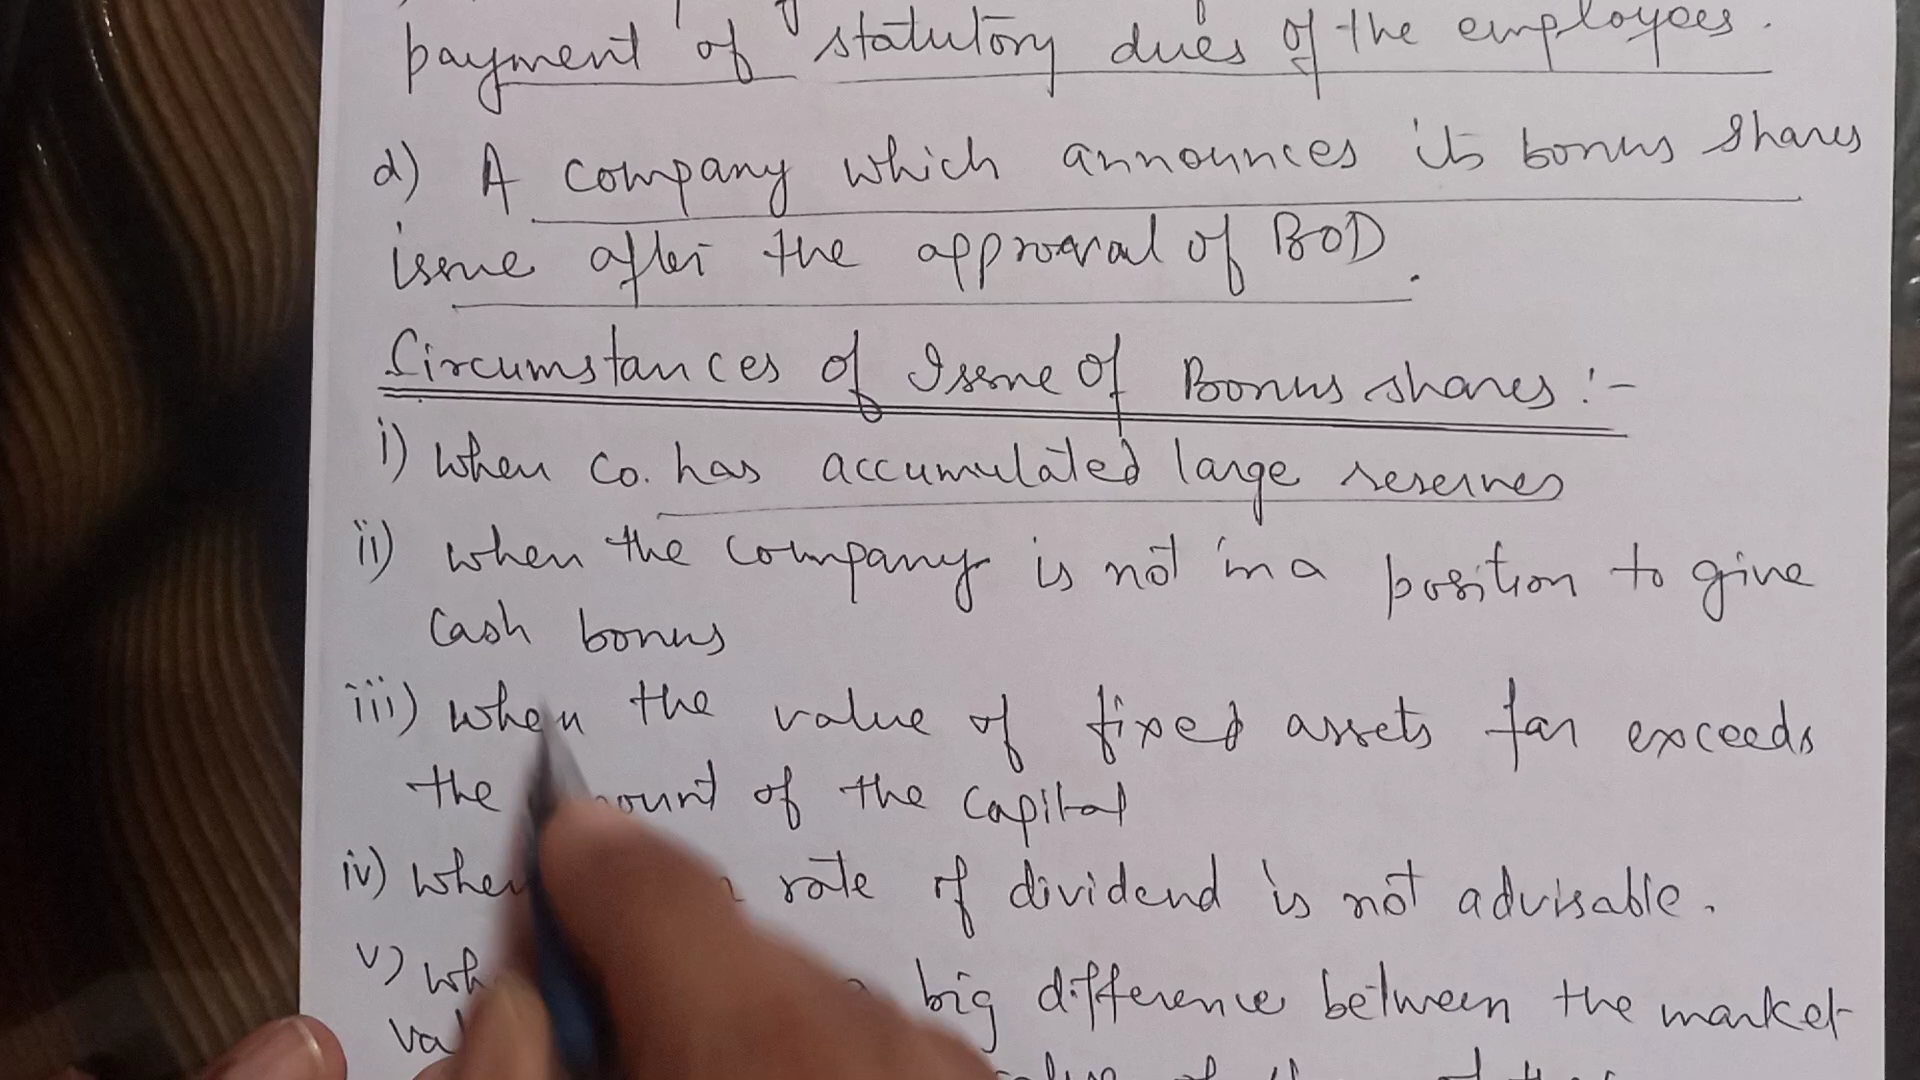 payment of statutory dues of the employees.
d) A company which announces its bonus shares
issue after the approval of BOD.
Circumstances of Issue of Bonus shares :-
i) when co. has accumulated large reserves
ii) when the company is not in a position to give
cash bonus
iii) when the value of fixed assets far exceeds
the of the capital
iv) when rate of dividend is not advisable.
v) big difference between the market